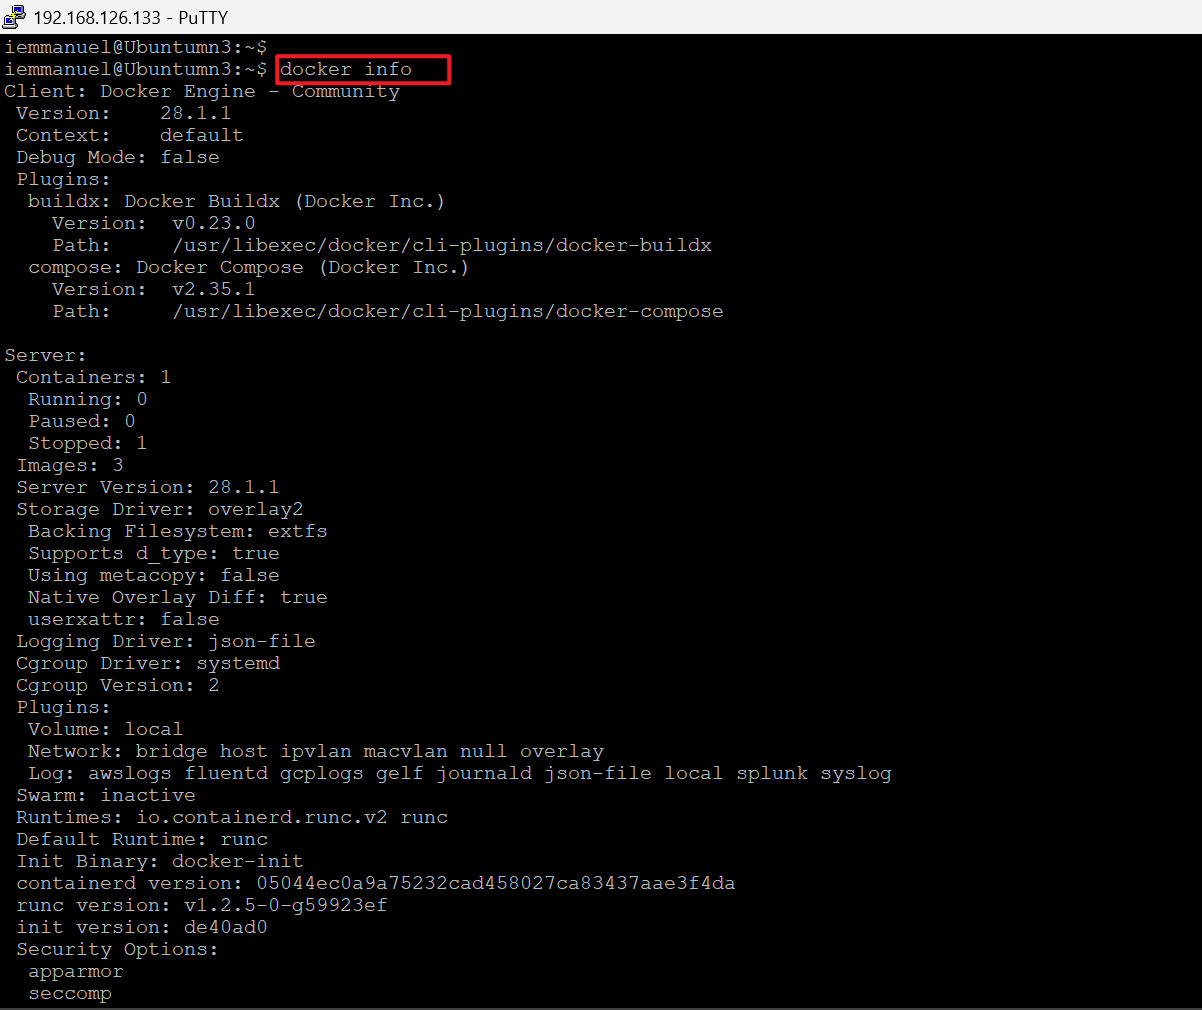 192.168.126.133 - PuTTY
iemmanuel@Ubuntumn3:~$
iemmanuel@Ubuntumn3:~$ docker info
Client: Docker Engine - Community
 Version:    28.1.1
 Context:    default
 Debug Mode: false
 Plugins:
  buildx: Docker Buildx (Docker Inc.)
    Version:  v0.23.0
    Path:     /usr/libexec/docker/cli-plugins/docker-buildx
  compose: Docker Compose (Docker Inc.)
    Version:  v2.35.1
    Path:     /usr/libexec/docker/cli-plugins/docker-compose

Server:
 Containers: 1
  Running: 0
  Paused: 0
  Stopped: 1
 Images: 3
 Server Version: 28.1.1
 Storage Driver: overlay2
  Backing Filesystem: extfs
  Supports d_type: true
  Using metacopy: false
  Native Overlay Diff: true
  userxattr: false
 Logging Driver: json-file
 Cgroup Driver: systemd
 Cgroup Version: 2
 Plugins:
  Volume: local
  Network: bridge host ipvlan macvlan null overlay
  Log: awslogs fluentd gcplogs gelf journald json-file local splunk syslog
 Swarm: inactive
 Runtimes: io.containerd.runc.v2 runc
 Default Runtime: runc
 Init Binary: docker-init
 containerd version: 05044ec0a9a75232cad458027ca83437aae3f4da
 runc version: v1.2.5-0-g59923ef
 init version: de40ad0
 Security Options:
  apparmor
  seccomp